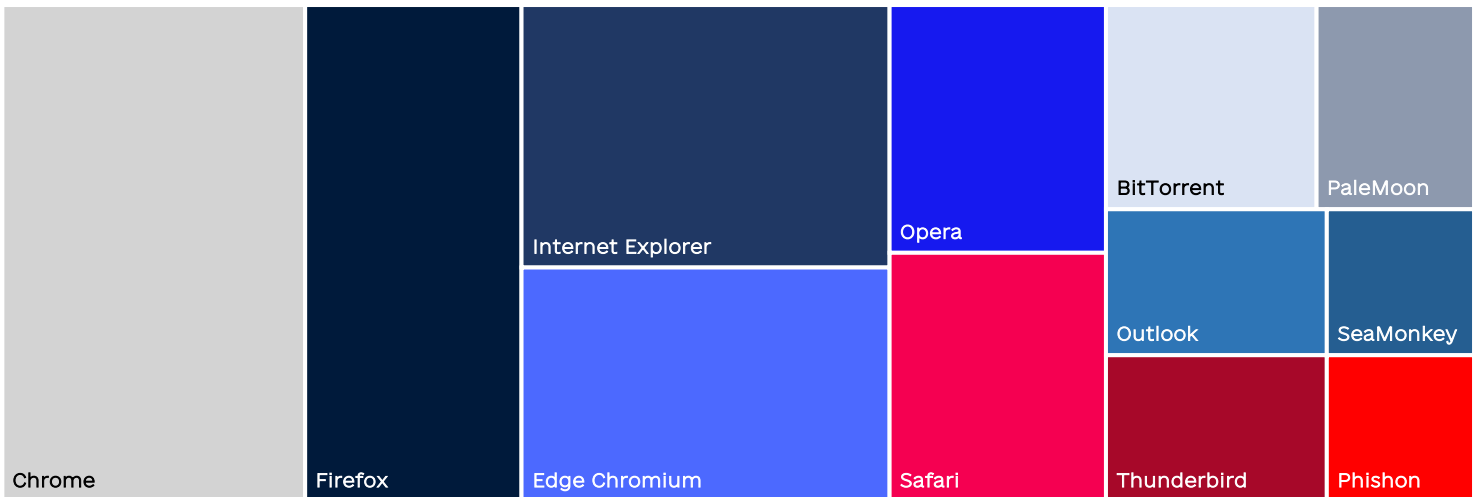 Chrome
Firefox
Internet Explorer
Edge Chromium
Opera
Safari
BitTorrent
PaleMoon
Outlook
SeaMonkey
Thunderbird
Phishon